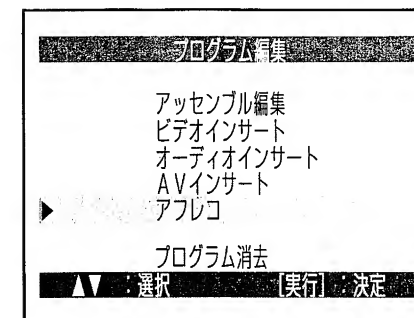 プログラム編集
アッセンブル編集
ビデオインサート
オーディオインサート
AVインサート
▶ アフレコ
プログラム消去
▲▼ :選択 [実行] :決定